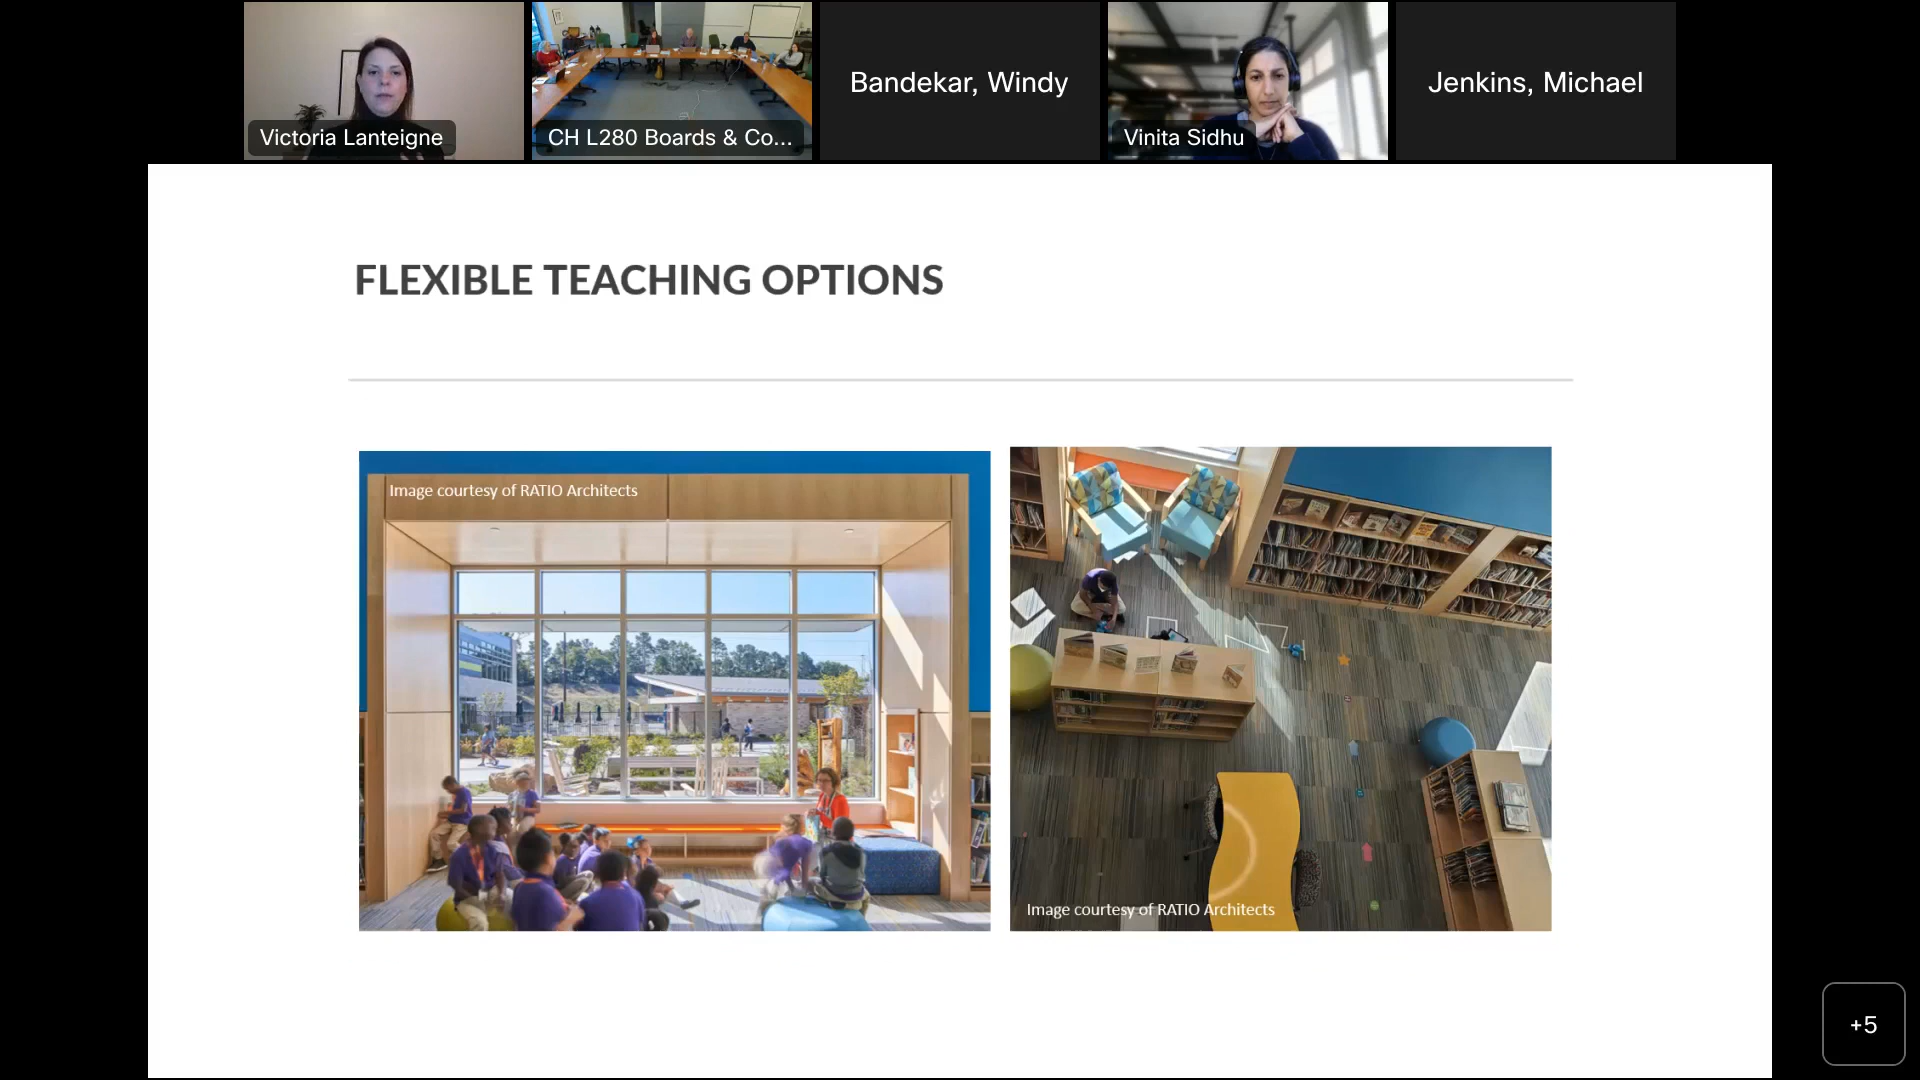 Victoria Lanteigne
CH L280 Boards & Co...
Bandekar, Windy
Vinita Sidhu
Jenkins, Michael
FLEXIBLE TEACHING OPTIONS
Image courtesy of RATIO Architects
Image courtesy of RATIO Architects
+5